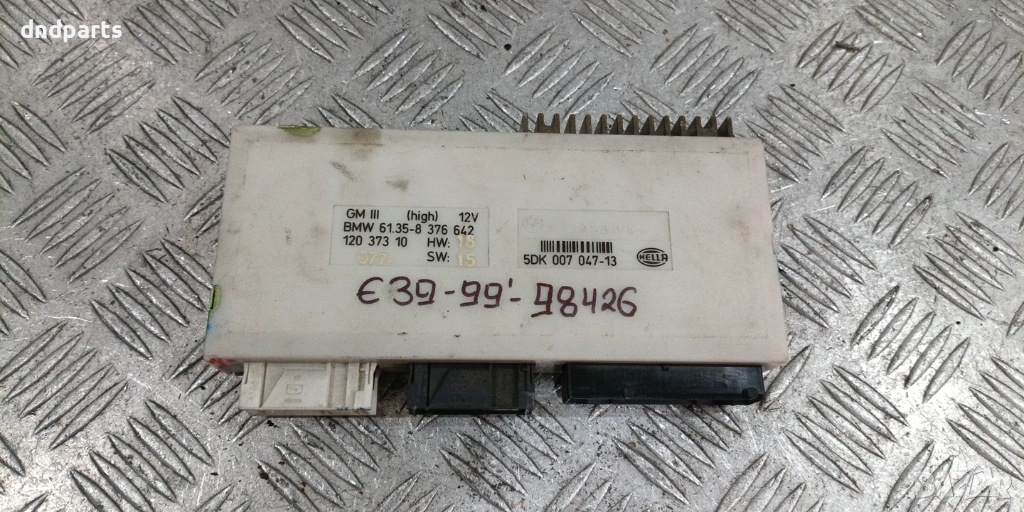 dndparts
GM III (high) 12V
BMW 61.35-8 376 642
120 373 10 HW: 16
077 SW: 15
5DK 007 047-13 HELLA
E39-99'-98426